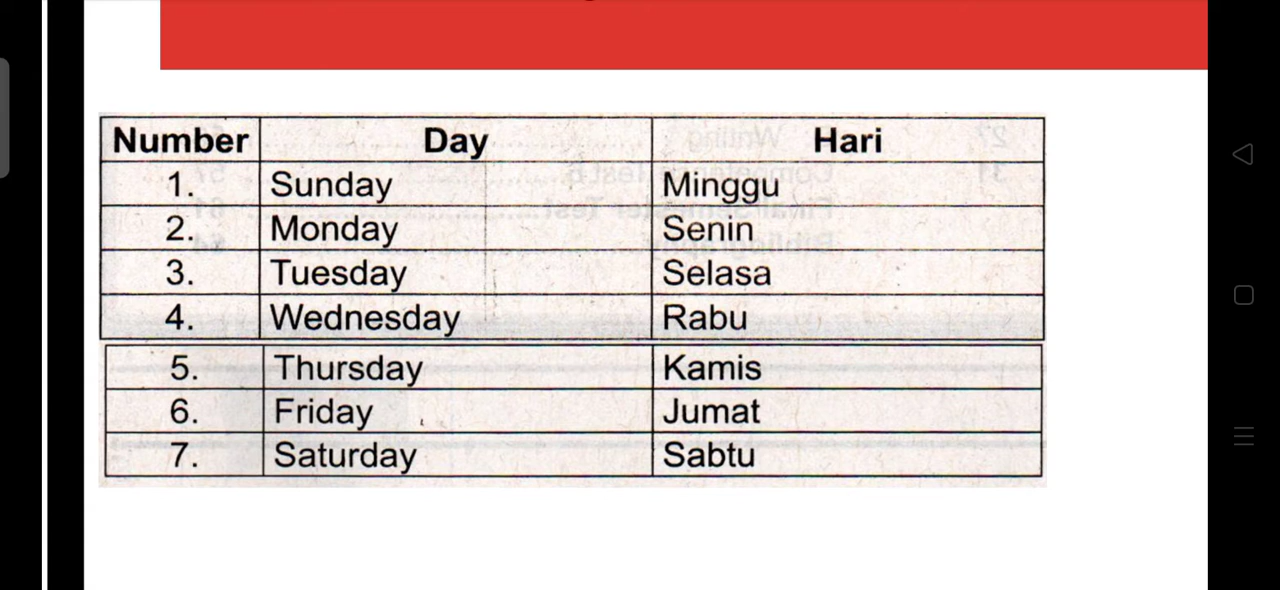 Number Day Hari
1. Sunday Minggu
2. Monday Senin
3. Tuesday Selasa
4. Wednesday Rabu
5. Thursday Kamis
6. Friday Jumat
7. Saturday Sabtu